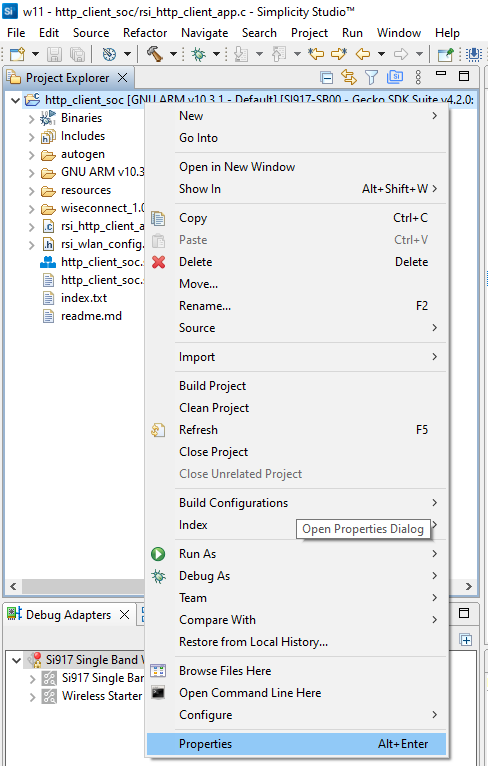 w11 - http_client_soc/rsi_http_client_app.c - Simplicity Studio™
File Edit Source Refactor Navigate Search Project Run Window Help
Project Explorer
http_client_soc [GNU ARM v10.3.1 - Default] [SI917-SB00 - Gecko SDK Suite v4.2.0:
Binaries
Includes
autogen
GNU ARM v10.3
resources
wiseconnect_1.0
rsi_http_client_a
rsi_wlan_config.
http_client_soc.
http_client_soc.
index.txt
readme.md
New
Go Into
Open in New Window
Show In Alt+Shift+W
Copy Ctrl+C
Paste Ctrl+V
Delete Delete
Move...
Rename... F2
Source
Import
Build Project
Clean Project
Refresh F5
Close Project
Close Unrelated Project
Build Configurations
Index
Open Properties Dialog
Run As
Debug As
Team
Compare With
Restore from Local History...
Browse Files Here
Open Command Line Here
Configure
Properties Alt+Enter
Debug Adapters
Si917 Single Band W
Si917 Single Ban
Wireless Starter